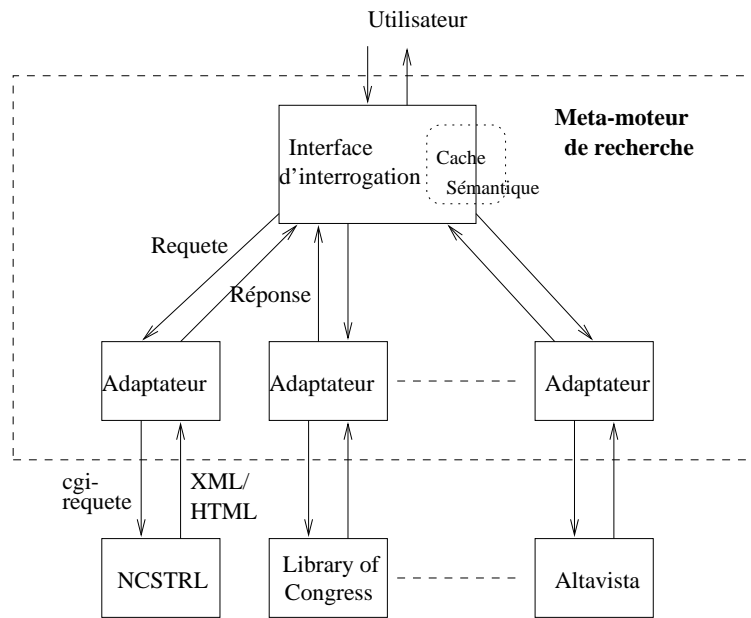 Utilisateur
Meta-moteur
de recherche
Interface
d'interrogation
Cache
Sémantique
Requete
Réponse
Adaptateur
Adaptateur
Adaptateur
cgi-
requete
XML/
HTML
NCSTRL
Library of
Congress
Altavista